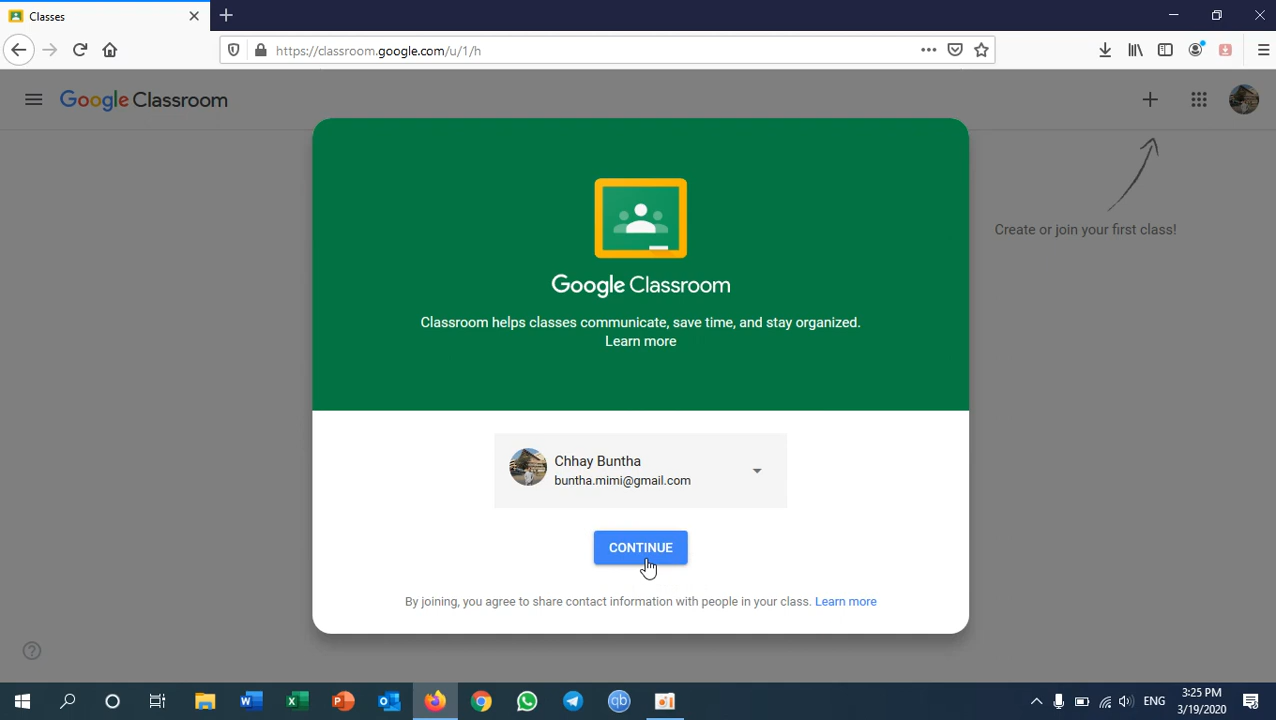 Classes
https://classroom.google.com/u/1/h
Google Classroom
Create or join your first class!
Google Classroom
Classroom helps classes communicate, save time, and stay organized.
Learn more
Chhay Buntha
buntha.mimi@gmail.com
CONTINUE
By joining, you agree to share contact information with people in your class. Learn more
ENG
3:25 PM
3/19/2020